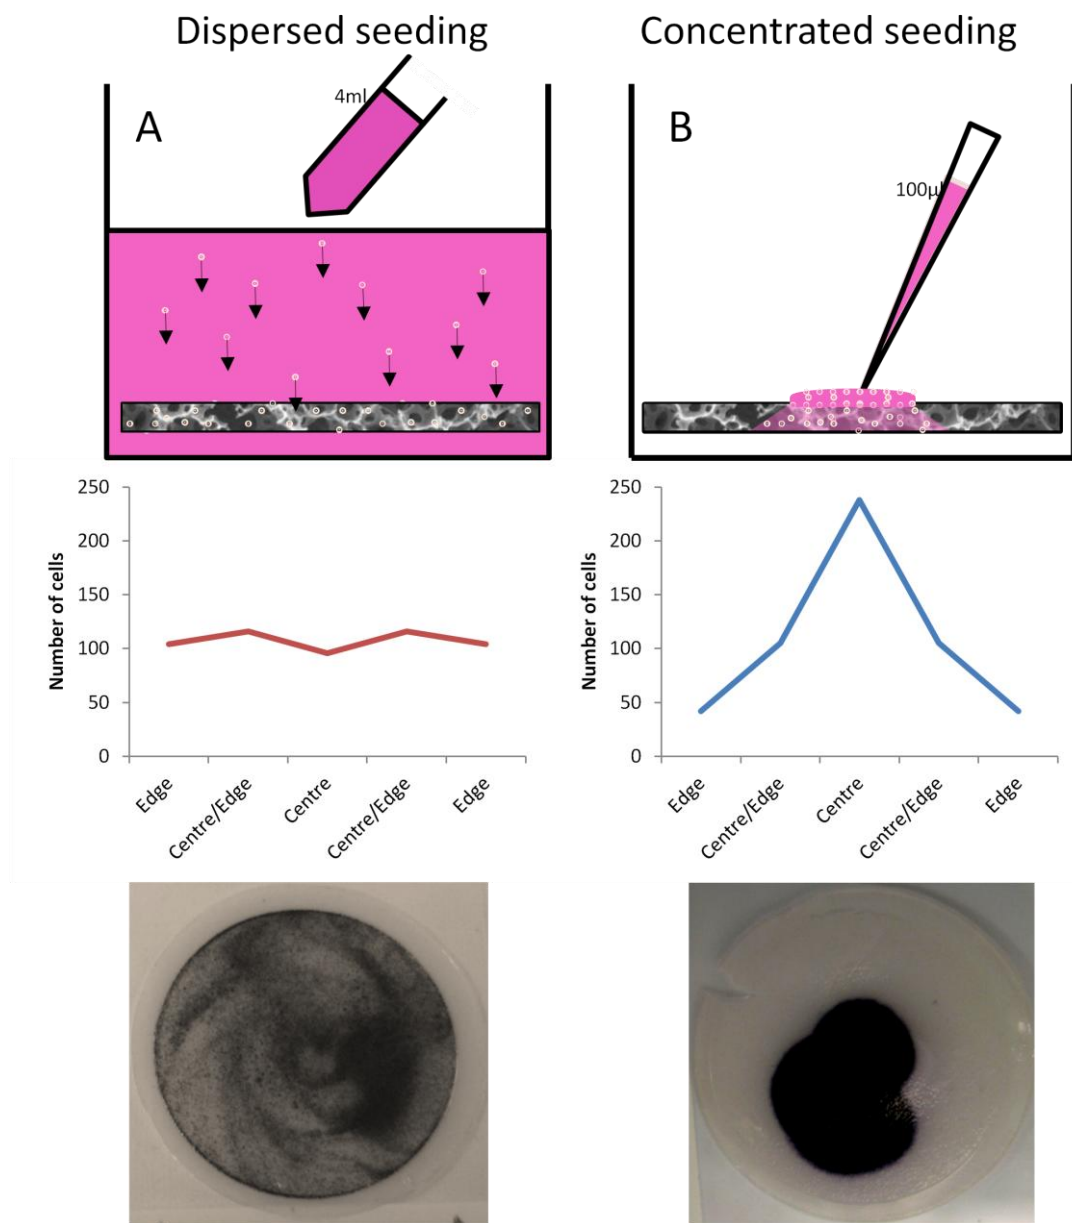 Dispersed seeding
Concentrated seeding
A
4ml
B
100µl
250
200
150
100
50
0
Number of cells
Edge
Centre/Edge
Centre
Centre/Edge
Edge
250
200
150
100
50
0
Number of cells
Edge
Centre/Edge
Centre
Centre/Edge
Edge